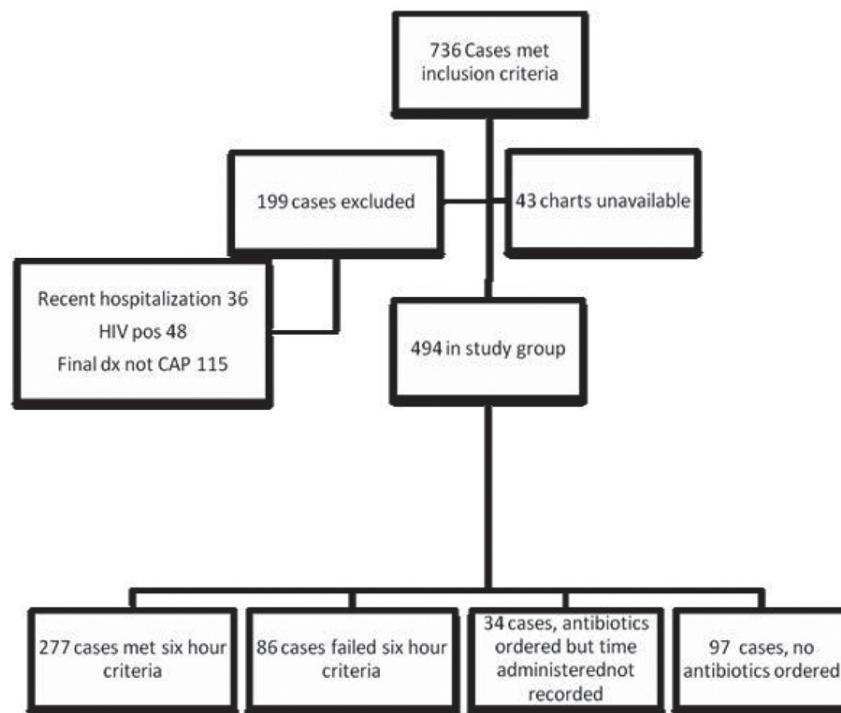 736 Cases met
inclusion criteria
199 cases excluded
43 charts unavailable
Recent hospitalization 36
HIV pos 48
Final dx not CAP 115
494 in study group
277 cases met six hour
criteria
86 cases failed six hour
criteria
34 cases, antibiotics
ordered but time
administerednot
recorded
97 cases, no
antibiotics ordered